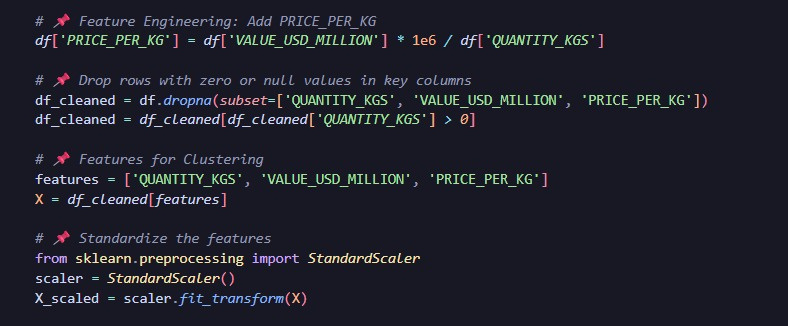 # 📌 Feature Engineering: Add PRICE_PER_KG
df['PRICE_PER_KG'] = df['VALUE_USD_MILLION'] * 1e6 / df['QUANTITY_KGS']
# 📌 Drop rows with zero or null values in key columns
df_cleaned = df.dropna(subset=['QUANTITY_KGS', 'VALUE_USD_MILLION', 'PRICE_PER_KG'])
df_cleaned = df_cleaned[df_cleaned['QUANTITY_KGS'] > 0]
# 📌 Features for Clustering
features = ['QUANTITY_KGS', 'VALUE_USD_MILLION', 'PRICE_PER_KG']
X = df_cleaned[features]
# 📌 Standardize the features
from sklearn.preprocessing import StandardScaler
scaler = StandardScaler()
X_scaled = scaler.fit_transform(X)